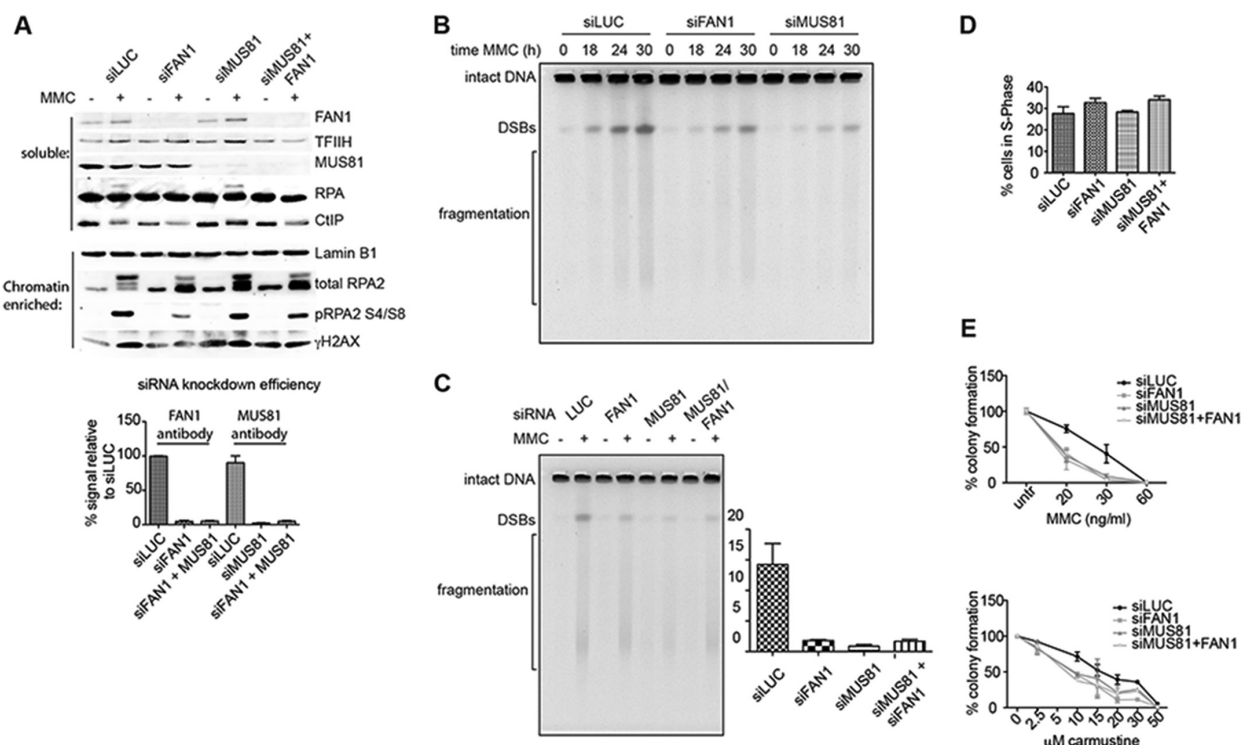 A
siLUC siFAN1 siMUS81 siMUS81+ FAN1
MMC - + - + - + - +
soluble:
FAN1
TFIIH
MUS81
RPA
CtIP
Chromatin enriched:
Lamin B1
total RPA2
pRPA2 S4/S8
γH2AX
siRNA knockdown efficiency
FAN1 antibody
MUS81 antibody
% signal relative to siLUC
150
100
50
0
siLUC siFAN1 siFAN1 + MUS81 siLUC siMUS81 siFAN1 + MUS81
B
siLUC siFAN1 siMUS81
time MMC (h) 0 18 24 30 0 18 24 30 0 18 24 30
intact DNA
DSBs
fragmentation
C
siRNA LUC FAN1 MUS81 MUS81/ FAN1
MMC - + - + - + - +
intact DNA
DSBs
fragmentation
20
15
10
5
0
siLUC siFAN1 siMUS81 siMUS81 + siFAN1
D
% cells in S-Phase
40
30
20
10
0
siLUC siFAN1 siMUS81 siMUS81+ FAN1
E
% colony formation
150
100
50
0
siLUC
siFAN1
siMUS81
siMUS81+FAN1
untr 20 30 60
MMC (ng/ml)
% colony formation
150
100
50
0
siLUC
siFAN1
siMUS81
siMUS81+FAN1
0 2.5 5 10 15 20 30 50
µM carmustine